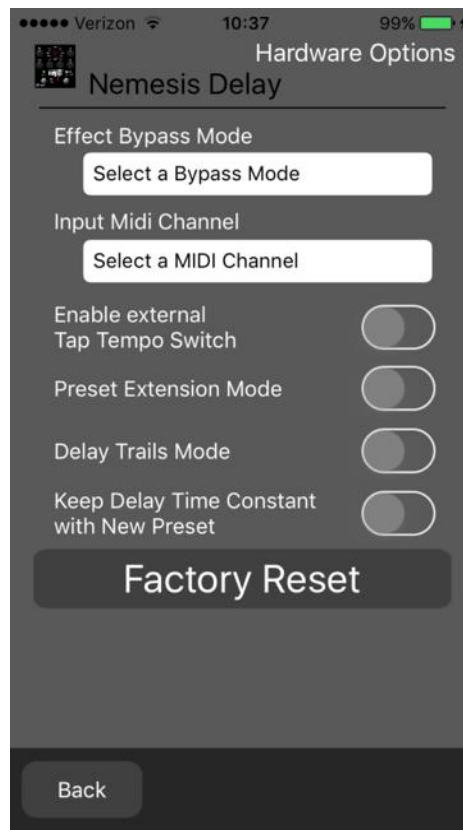 Verizon 10:37 99%
Hardware Options
Nemesis Delay
Effect Bypass Mode
Select a Bypass Mode
Input Midi Channel
Select a MIDI Channel
Enable external
Tap Tempo Switch
Preset Extension Mode
Delay Trails Mode
Keep Delay Time Constant
with New Preset
Factory Reset
Back